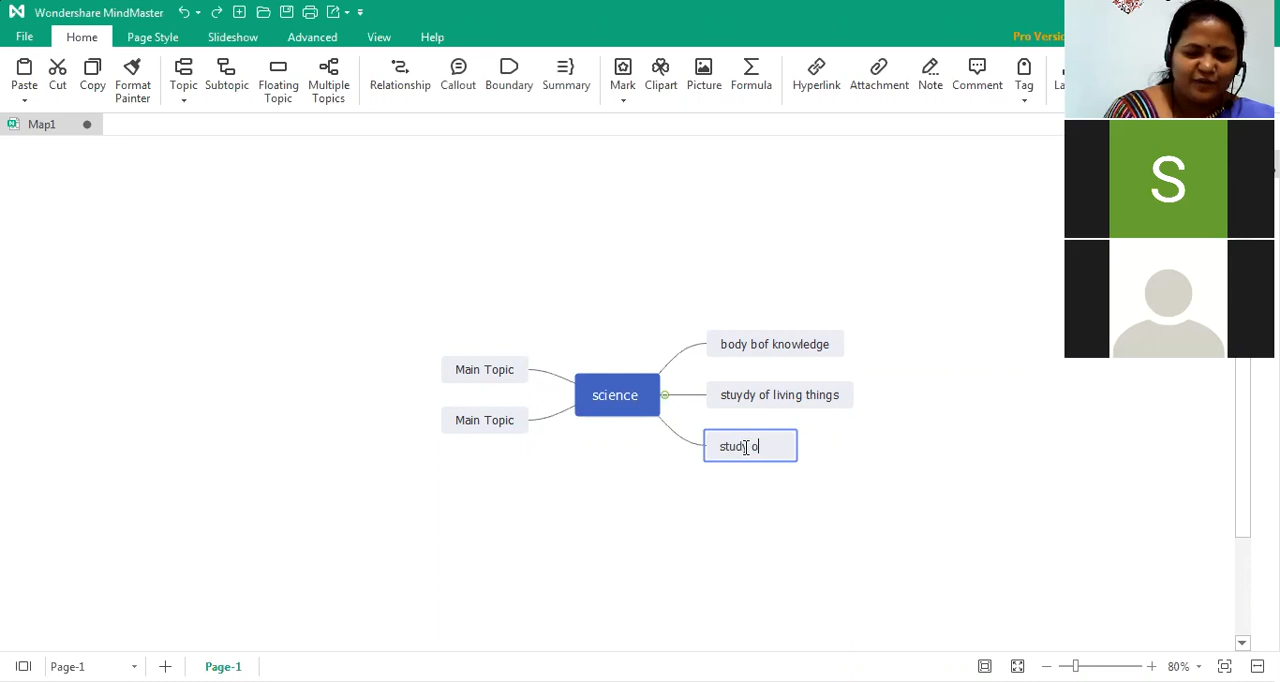 Wondershare MindMaster
File Home Page Style Slideshow Advanced View Help
Pro Versio
Paste Cut Copy Format Painter Topic Subtopic Floating Topic Multiple Topics Relationship Callout Boundary Summary Mark Clipart Picture Formula Hyperlink Attachment Note Comment Tag La
Map1
S
body bof knowledge
Main Topic
science
stuydy of living things
Main Topic
study o
Page-1
Page-1
80%